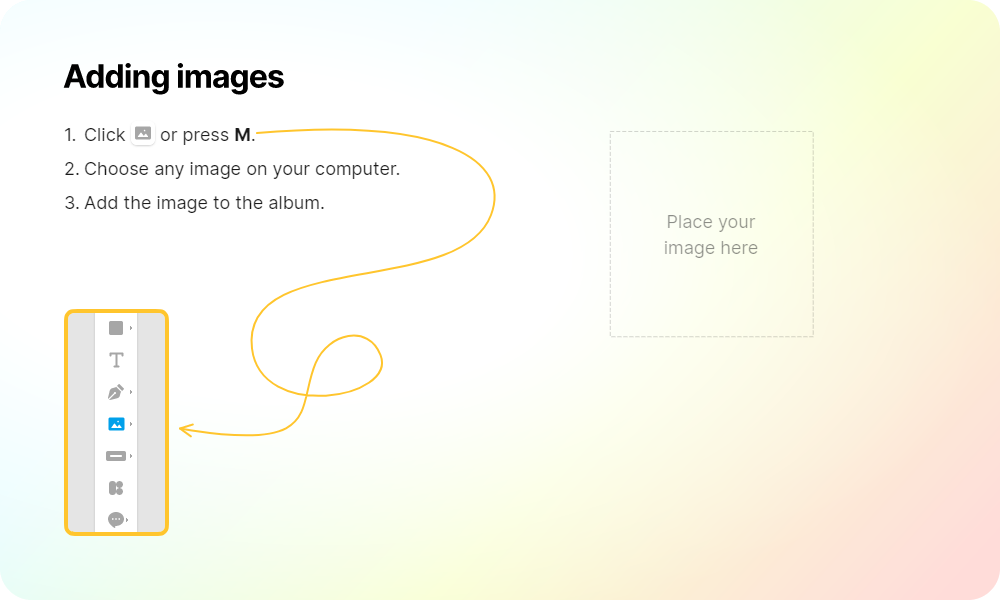 Adding images
1. Click or press M.
2. Choose any image on your computer.
3. Add the image to the album.
Place your
image here
T